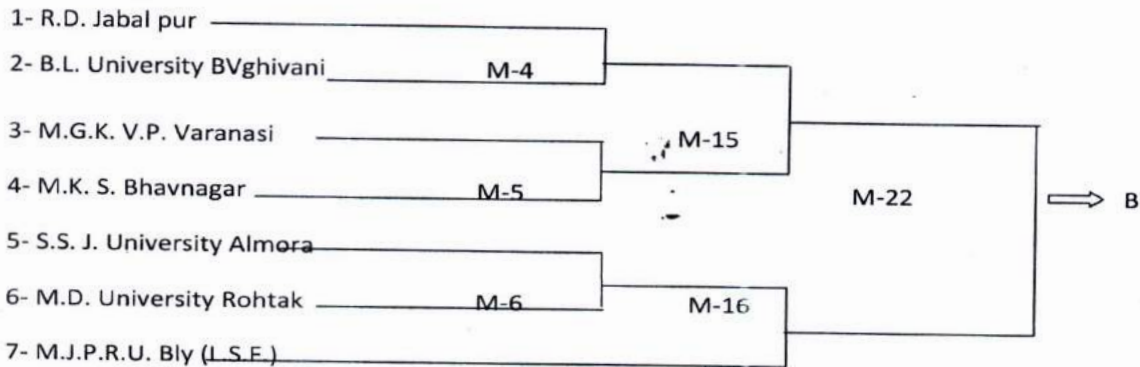 1- R.D. Jabal pur
2- B.L. University BVghivani
M-4
3- M.G.K. V.P. Varanasi
M-15
4- M.K. S. Bhavnagar
M-5
M-22
B
5- S.S. J. University Almora
6- M.D. University Rohtak
M-6
M-16
7- M.J.P.R.U. Bly (L.S.F.)